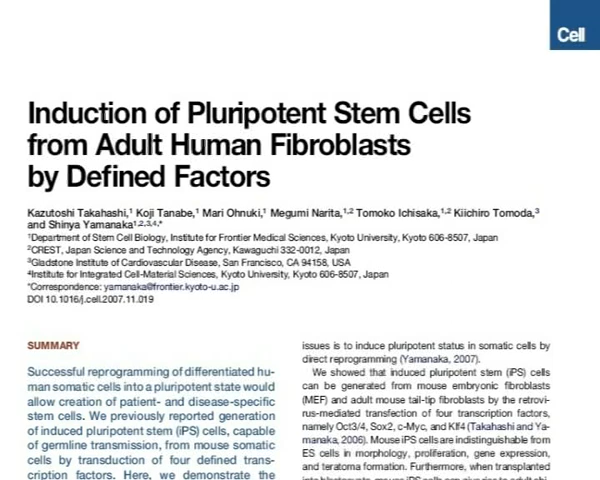 Cell
Induction of Pluripotent Stem Cells
from Adult Human Fibroblasts
by Defined Factors
Kazutoshi Takahashi,1 Koji Tanabe,1 Mari Ohnuki,1 Megumi Narita,1,2 Tomoko Ichisaka,1,2 Kiichiro Tomoda,3
and Shinya Yamanaka1,2,3,4,*
1Department of Stem Cell Biology, Institute for Frontier Medical Sciences, Kyoto University, Kyoto 606-8507, Japan
2CREST, Japan Science and Technology Agency, Kawaguchi 332-0012, Japan
3Gladstone Institute of Cardiovascular Disease, San Francisco, CA 94158, USA
4Institute for Integrated Cell-Material Sciences, Kyoto University, Kyoto 606-8507, Japan
*Correspondence: yamanaka@frontier.kyoto-u.ac.jp
DOI 10.1016/j.cell.2007.11.019
SUMMARY
Successful reprogramming of differentiated hu-
man somatic cells into a pluripotent state would
allow creation of patient- and disease-specific
stem cells. We previously reported generation
of induced pluripotent stem (iPS) cells, capable
of germline transmission, from mouse somatic
cells by transduction of four defined trans-
cription factors. Here, we demonstrate the
issues is to induce pluripotent status in somatic cells by
direct reprogramming (Yamanaka, 2007).
We showed that induced pluripotent stem (iPS) cells
can be generated from mouse embryonic fibroblasts
(MEF) and adult mouse tail-tip fibroblasts by the retrovi-
rus-mediated transfection of four transcription factors,
namely Oct3/4, Sox2, c-Myc, and Klf4 (Takahashi and Ya-
manaka, 2006). Mouse iPS cells are indistinguishable from
ES cells in morphology, proliferation, gene expression,
and teratoma formation. Furthermore, when transplanted